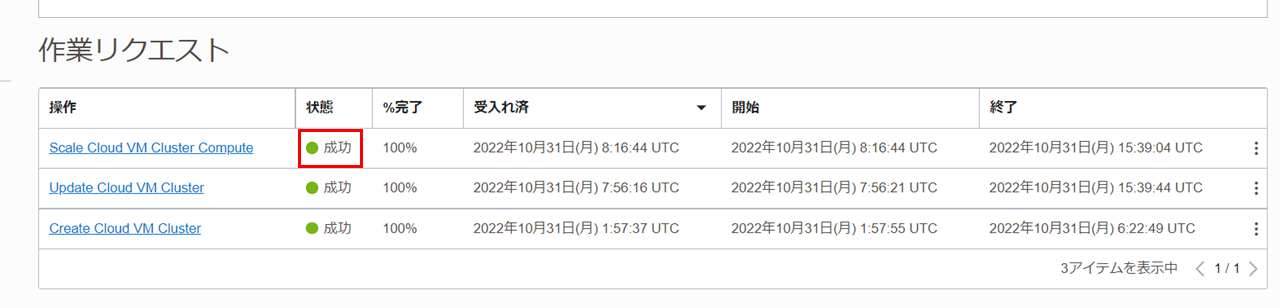 作業リクエスト
操作 状態 %完了 受入れ済 開始 終了
Scale Cloud VM Cluster Compute 成功 100% 2022年10月31日(月) 8:16:44 UTC 2022年10月31日(月) 8:16:44 UTC 2022年10月31日(月) 15:39:04 UTC
Update Cloud VM Cluster 成功 100% 2022年10月31日(月) 7:56:16 UTC 2022年10月31日(月) 7:56:21 UTC 2022年10月31日(月) 15:39:44 UTC
Create Cloud VM Cluster 成功 100% 2022年10月31日(月) 1:57:37 UTC 2022年10月31日(月) 1:57:55 UTC 2022年10月31日(月) 6:22:49 UTC
3アイテムを表示中 1 / 1